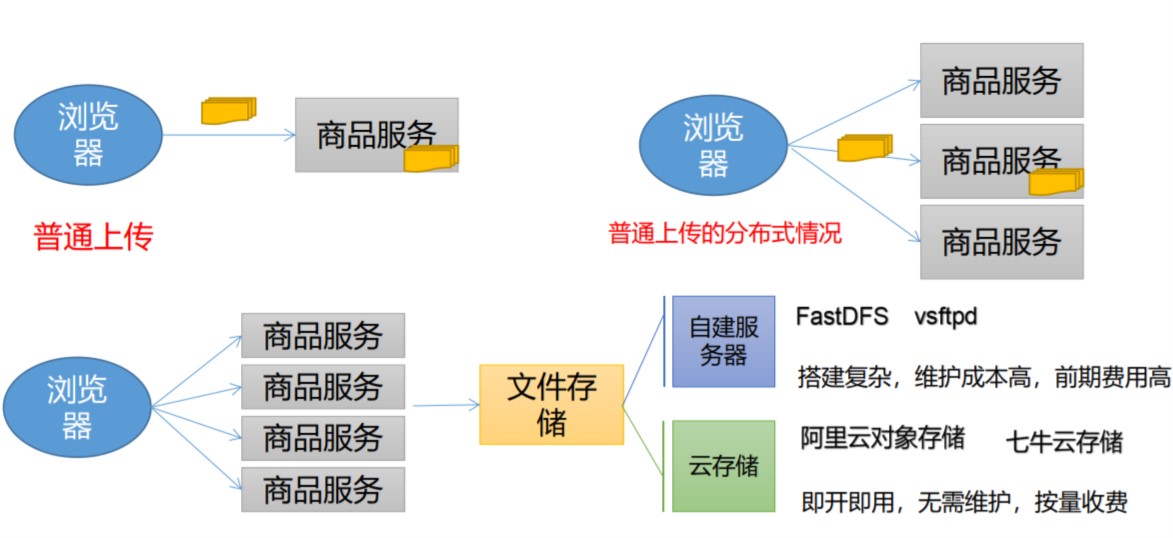 浏览
器
商品服务
普通上传
浏览
器
商品服务
商品服务
商品服务
普通上传的分布式情况
浏览
器
商品服务
商品服务
商品服务
商品服务
文件存
储
自建服
务器
FastDFS vsftpd
搭建复杂，维护成本高，前期费用高
云存储
阿里云对象存储 七牛云存储
即开即用，无需维护，按量收费